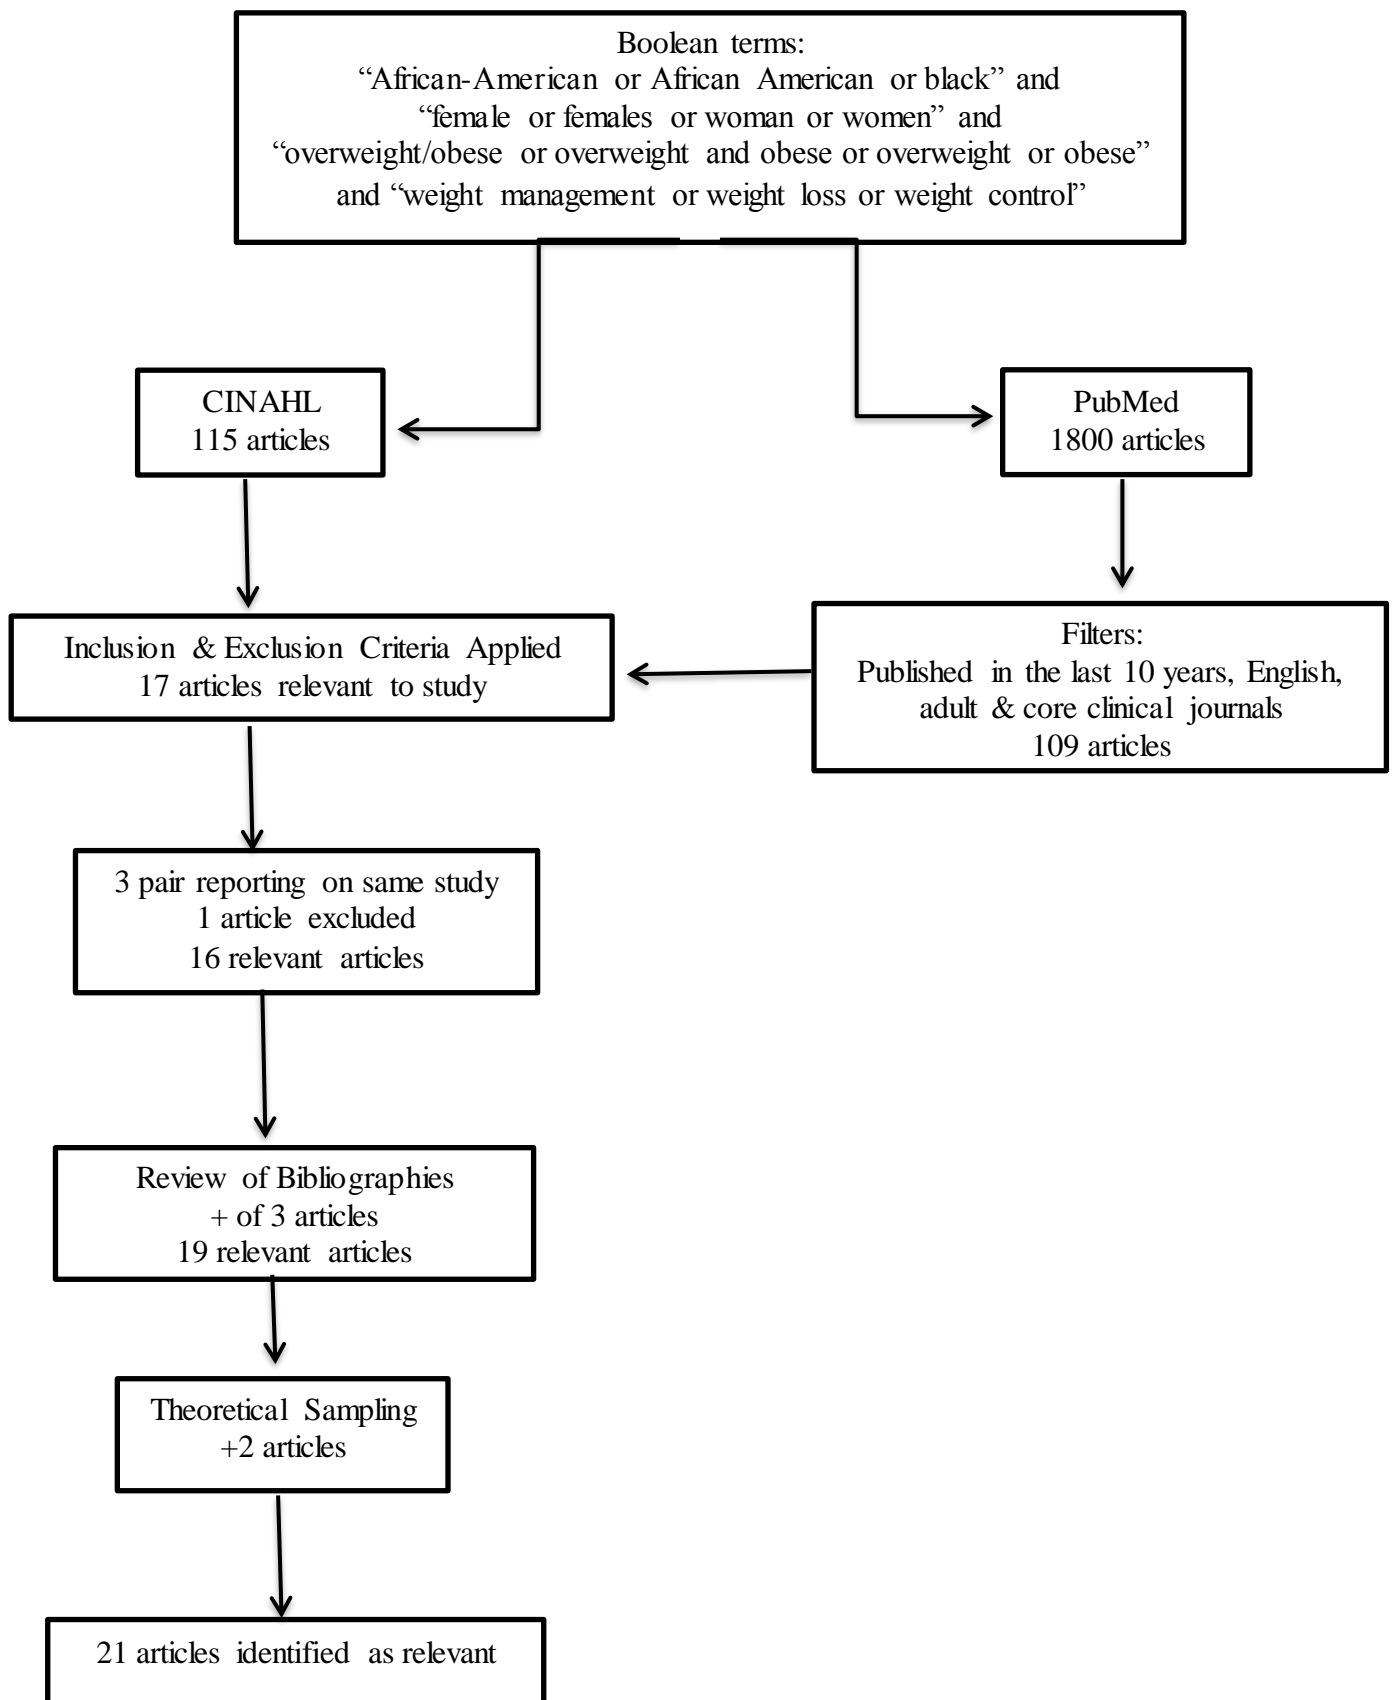 Boolean terms:
“African-American or African American or black” and
“female or females or woman or women” and
“overweight/obese or overweight and obese or overweight or obese”
and “weight management or weight loss or weight control”
CINAHL
115 articles
PubMed
1800 articles
Inclusion & Exclusion Criteria Applied
17 articles relevant to study
Filters:
Published in the last 10 years, English,
adult & core clinical journals
109 articles
3 pair reporting on same study
1 article excluded
16 relevant articles
Review of Bibliographies
+ of 3 articles
19 relevant articles
Theoretical Sampling
+2 articles
21 articles identified as relevant